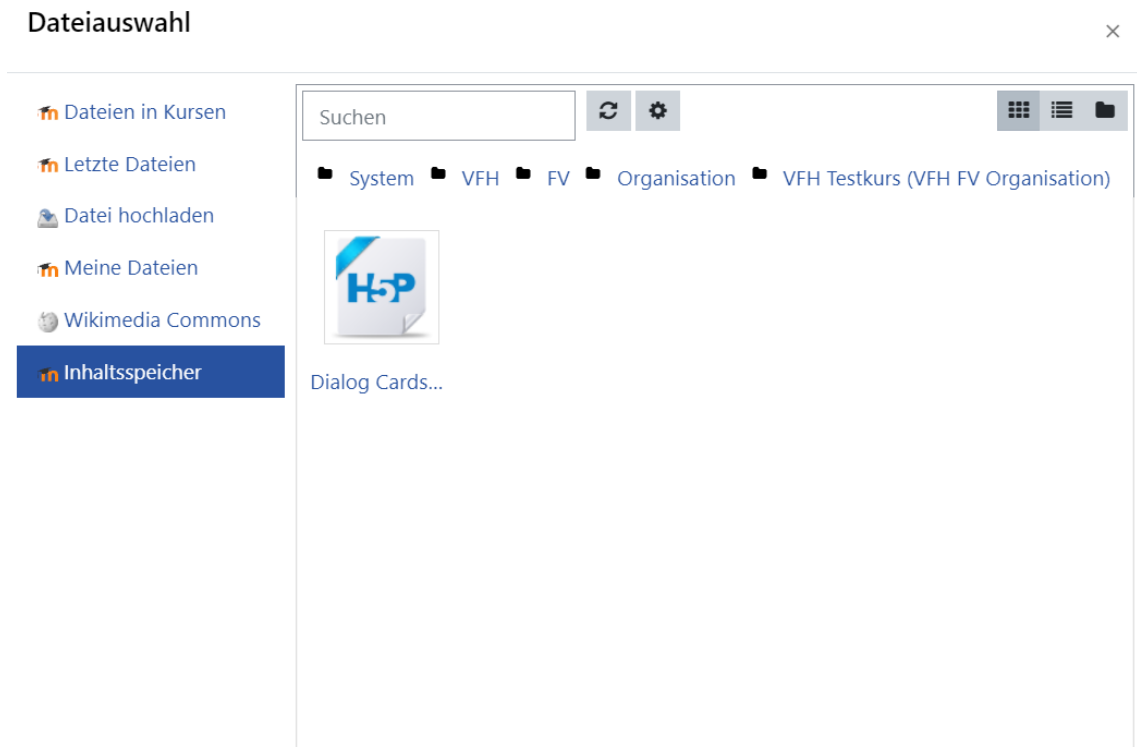 Dateiauswahl
×
Dateien in Kursen
Letzte Dateien
Datei hochladen
Meine Dateien
Wikimedia Commons
Inhaltsspeicher
Suchen
System VFH FV Organisation VFH Testkurs (VFH FV Organisation)
H5P
Dialog Cards...